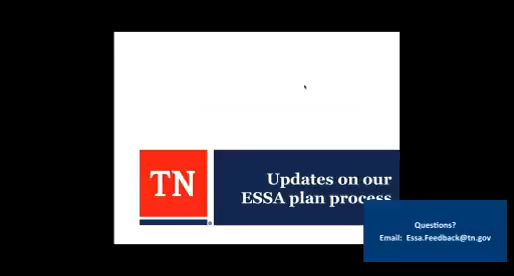 TN
Updates on our
ESSA plan process
Questions?
Email: Essa.Feedback@tn.gov